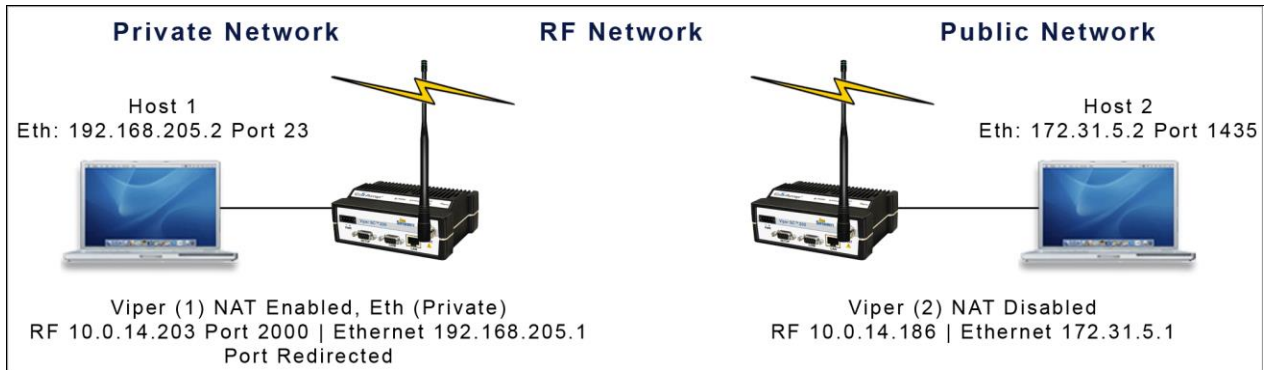 Private Network
RF Network
Public Network
Host 1
Eth: 192.168.205.2 Port 23
Host 2
Eth: 172.31.5.2 Port 1435
Viper (1) NAT Enabled, Eth (Private)
RF 10.0.14.203 Port 2000 | Ethernet 192.168.205.1
Port Redirected
Viper (2) NAT Disabled
RF 10.0.14.186 | Ethernet 172.31.5.1